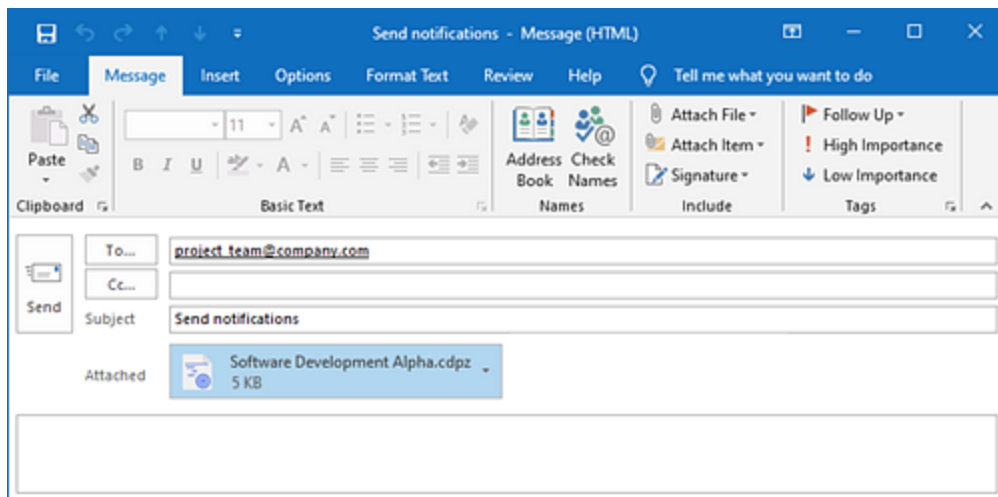 Send notifications - Message (HTML)
File Message Insert Options Format Text Review Help Tell me what you want to do
Paste
Clipboard
11
A A
B I U ab A
Basic Text
Address Book
Check Names
Names
Attach File
Attach Item
Signature
Include
Follow Up
High Importance
Low Importance
Tags
Send
To... project_team@company.com
Cc...
Subject Send notifications
Attached Software Development Alpha.cdpz
5 KB